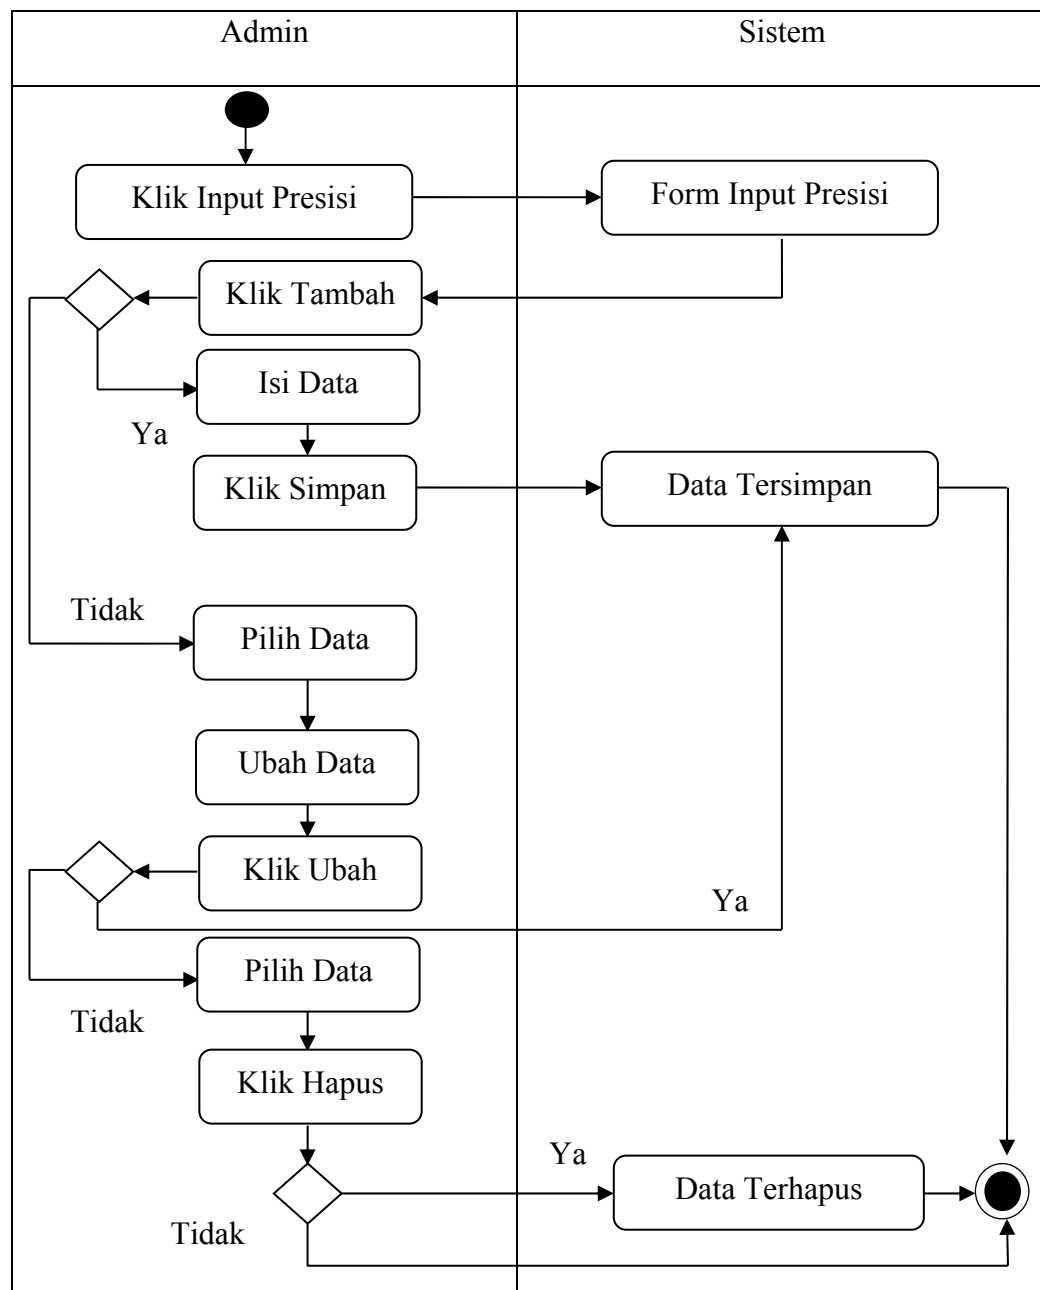 Admin
Sistem
Klik Input Presisi
Form Input Presisi
Klik Tambah
Isi Data
Ya
Klik Simpan
Data Tersimpan
Tidak
Pilih Data
Ubah Data
Klik Ubah
Ya
Pilih Data
Tidak
Klik Hapus
Ya
Data Terhapus
Tidak